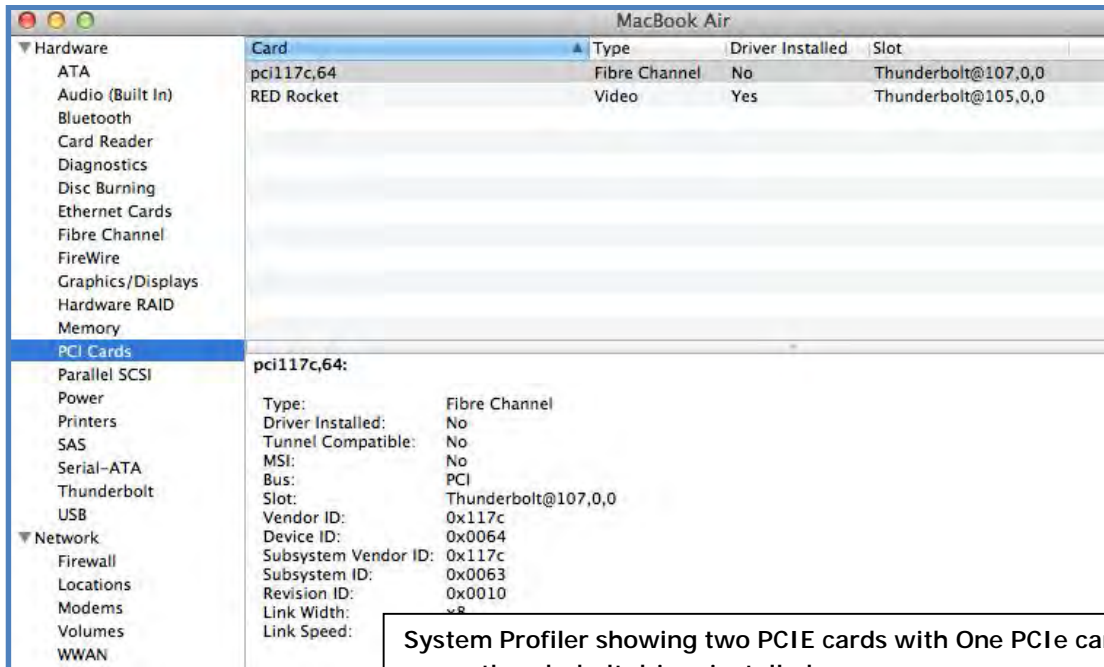 MacBook Air
Hardware
ATA
Audio (Built In)
Bluetooth
Card Reader
Diagnostics
Disc Burning
Ethernet Cards
Fibre Channel
FireWire
Graphics/Displays
Hardware RAID
Memory
PCI Cards
Parallel SCSI
Power
Printers
SAS
Serial-ATA
Thunderbolt
USB
Network
Firewall
Locations
Modems
Volumes
WWAN
Card Type Driver Installed Slot
pci117c,64 Fibre Channel No Thunderbolt@107,0,0
RED Rocket Video Yes Thunderbolt@105,0,0
pci117c,64:
Type: Fibre Channel
Driver Installed: No
Tunnel Compatible: No
MSI: No
Bus: PCI
Slot: Thunderbolt@107,0,0
Vendor ID: 0x117c
Device ID: 0x0064
Subsystem Vendor ID: 0x117c
Subsystem ID: 0x0063
Revision ID: 0x0010
Link Width: x8
Link Speed:
System Profiler showing two PCIE cards with One PCIe